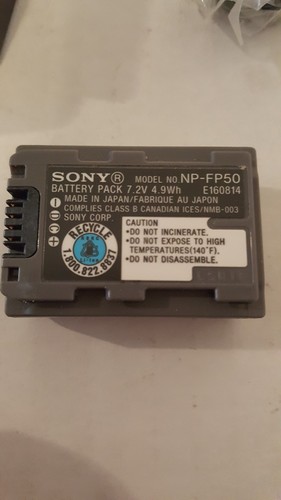 SONY® MODEL NO. NP-FP50
BATTERY PACK 7.2V 4.9Wh E160814
MADE IN JAPAN/FABRIQUE AU JAPON
COMPLIES CLASS B CANADIAN ICES/NMB-003
SONY CORP.
RECYCLE
Li-ion
1.800.822.8837
CAUTION:
•DO NOT INCINERATE.
•DO NOT EXPOSE TO HIGH
TEMPERATURES(140°F).
•DO NOT DISASSEMBLE.